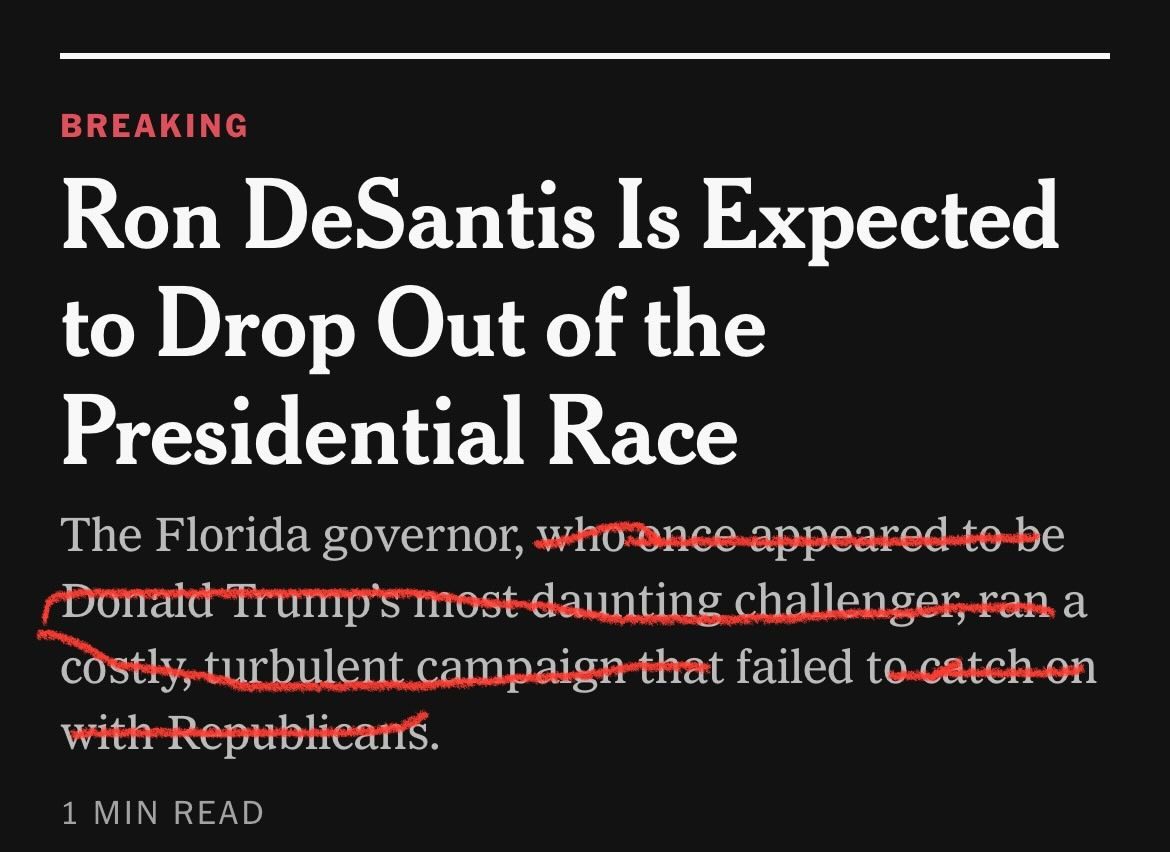 BREAKING
Ron DeSantis Is Expected
to Drop Out of the
Presidential Race
The Florida governor, who once appeared to be
Donald Trump’s most daunting challenger, ran a
costly, turbulent campaign that failed to catch on
with Republicans.
1 MIN READ